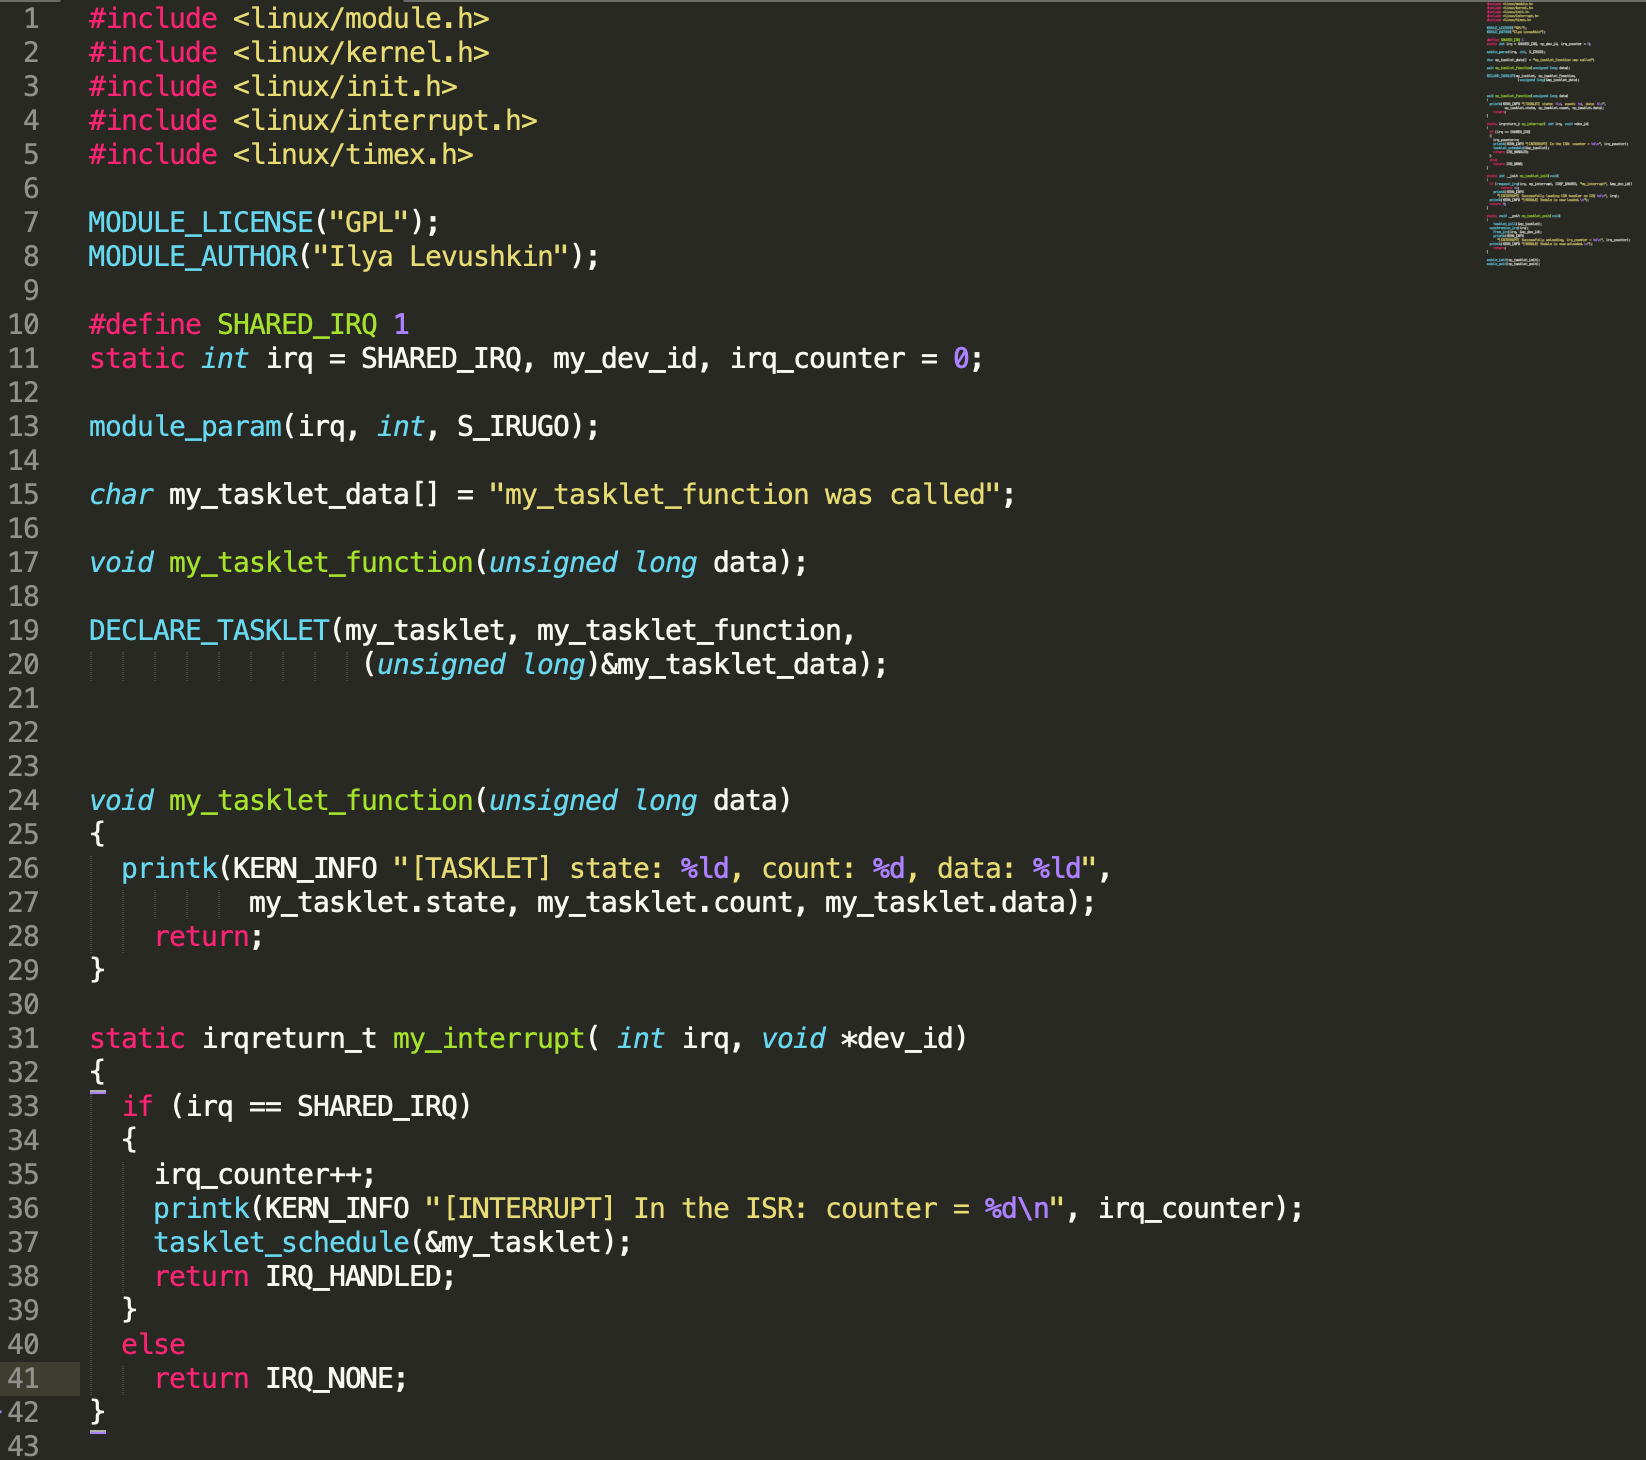 1 #include <linux/module.h>
2 #include <linux/kernel.h>
3 #include <linux/init.h>
4 #include <linux/interrupt.h>
5 #include <linux/timex.h>
6
7 MODULE_LICENSE("GPL");
8 MODULE_AUTHOR("Ilya Levushkin");
9
10 #define SHARED_IRQ 1
11 static int irq = SHARED_IRQ, my_dev_id, irq_counter = 0;
12
13 module_param(irq, int, S_IRUGO);
14
15 char my_tasklet_data[] = "my_tasklet_function was called";
16
17 void my_tasklet_function(unsigned long data);
18
19 DECLARE_TASKLET(my_tasklet, my_tasklet_function,
20 (unsigned long)&my_tasklet_data);
21
22
23
24 void my_tasklet_function(unsigned long data)
25 {
26 printk(KERN_INFO "[TASKLET] state: %ld, count: %d, data: %ld",
27 my_tasklet.state, my_tasklet.count, my_tasklet.data);
28 return;
29 }
30
31 static irqreturn_t my_interrupt( int irq, void *dev_id)
32 {
33 if (irq == SHARED_IRQ)
34 {
35 irq_counter++;
36 printk(KERN_INFO "[INTERRUPT] In the ISR: counter = %d\n", irq_counter);
37 tasklet_schedule(&my_tasklet);
38 return IRQ_HANDLED;
39 }
40 else
41 return IRQ_NONE;
42 }
43